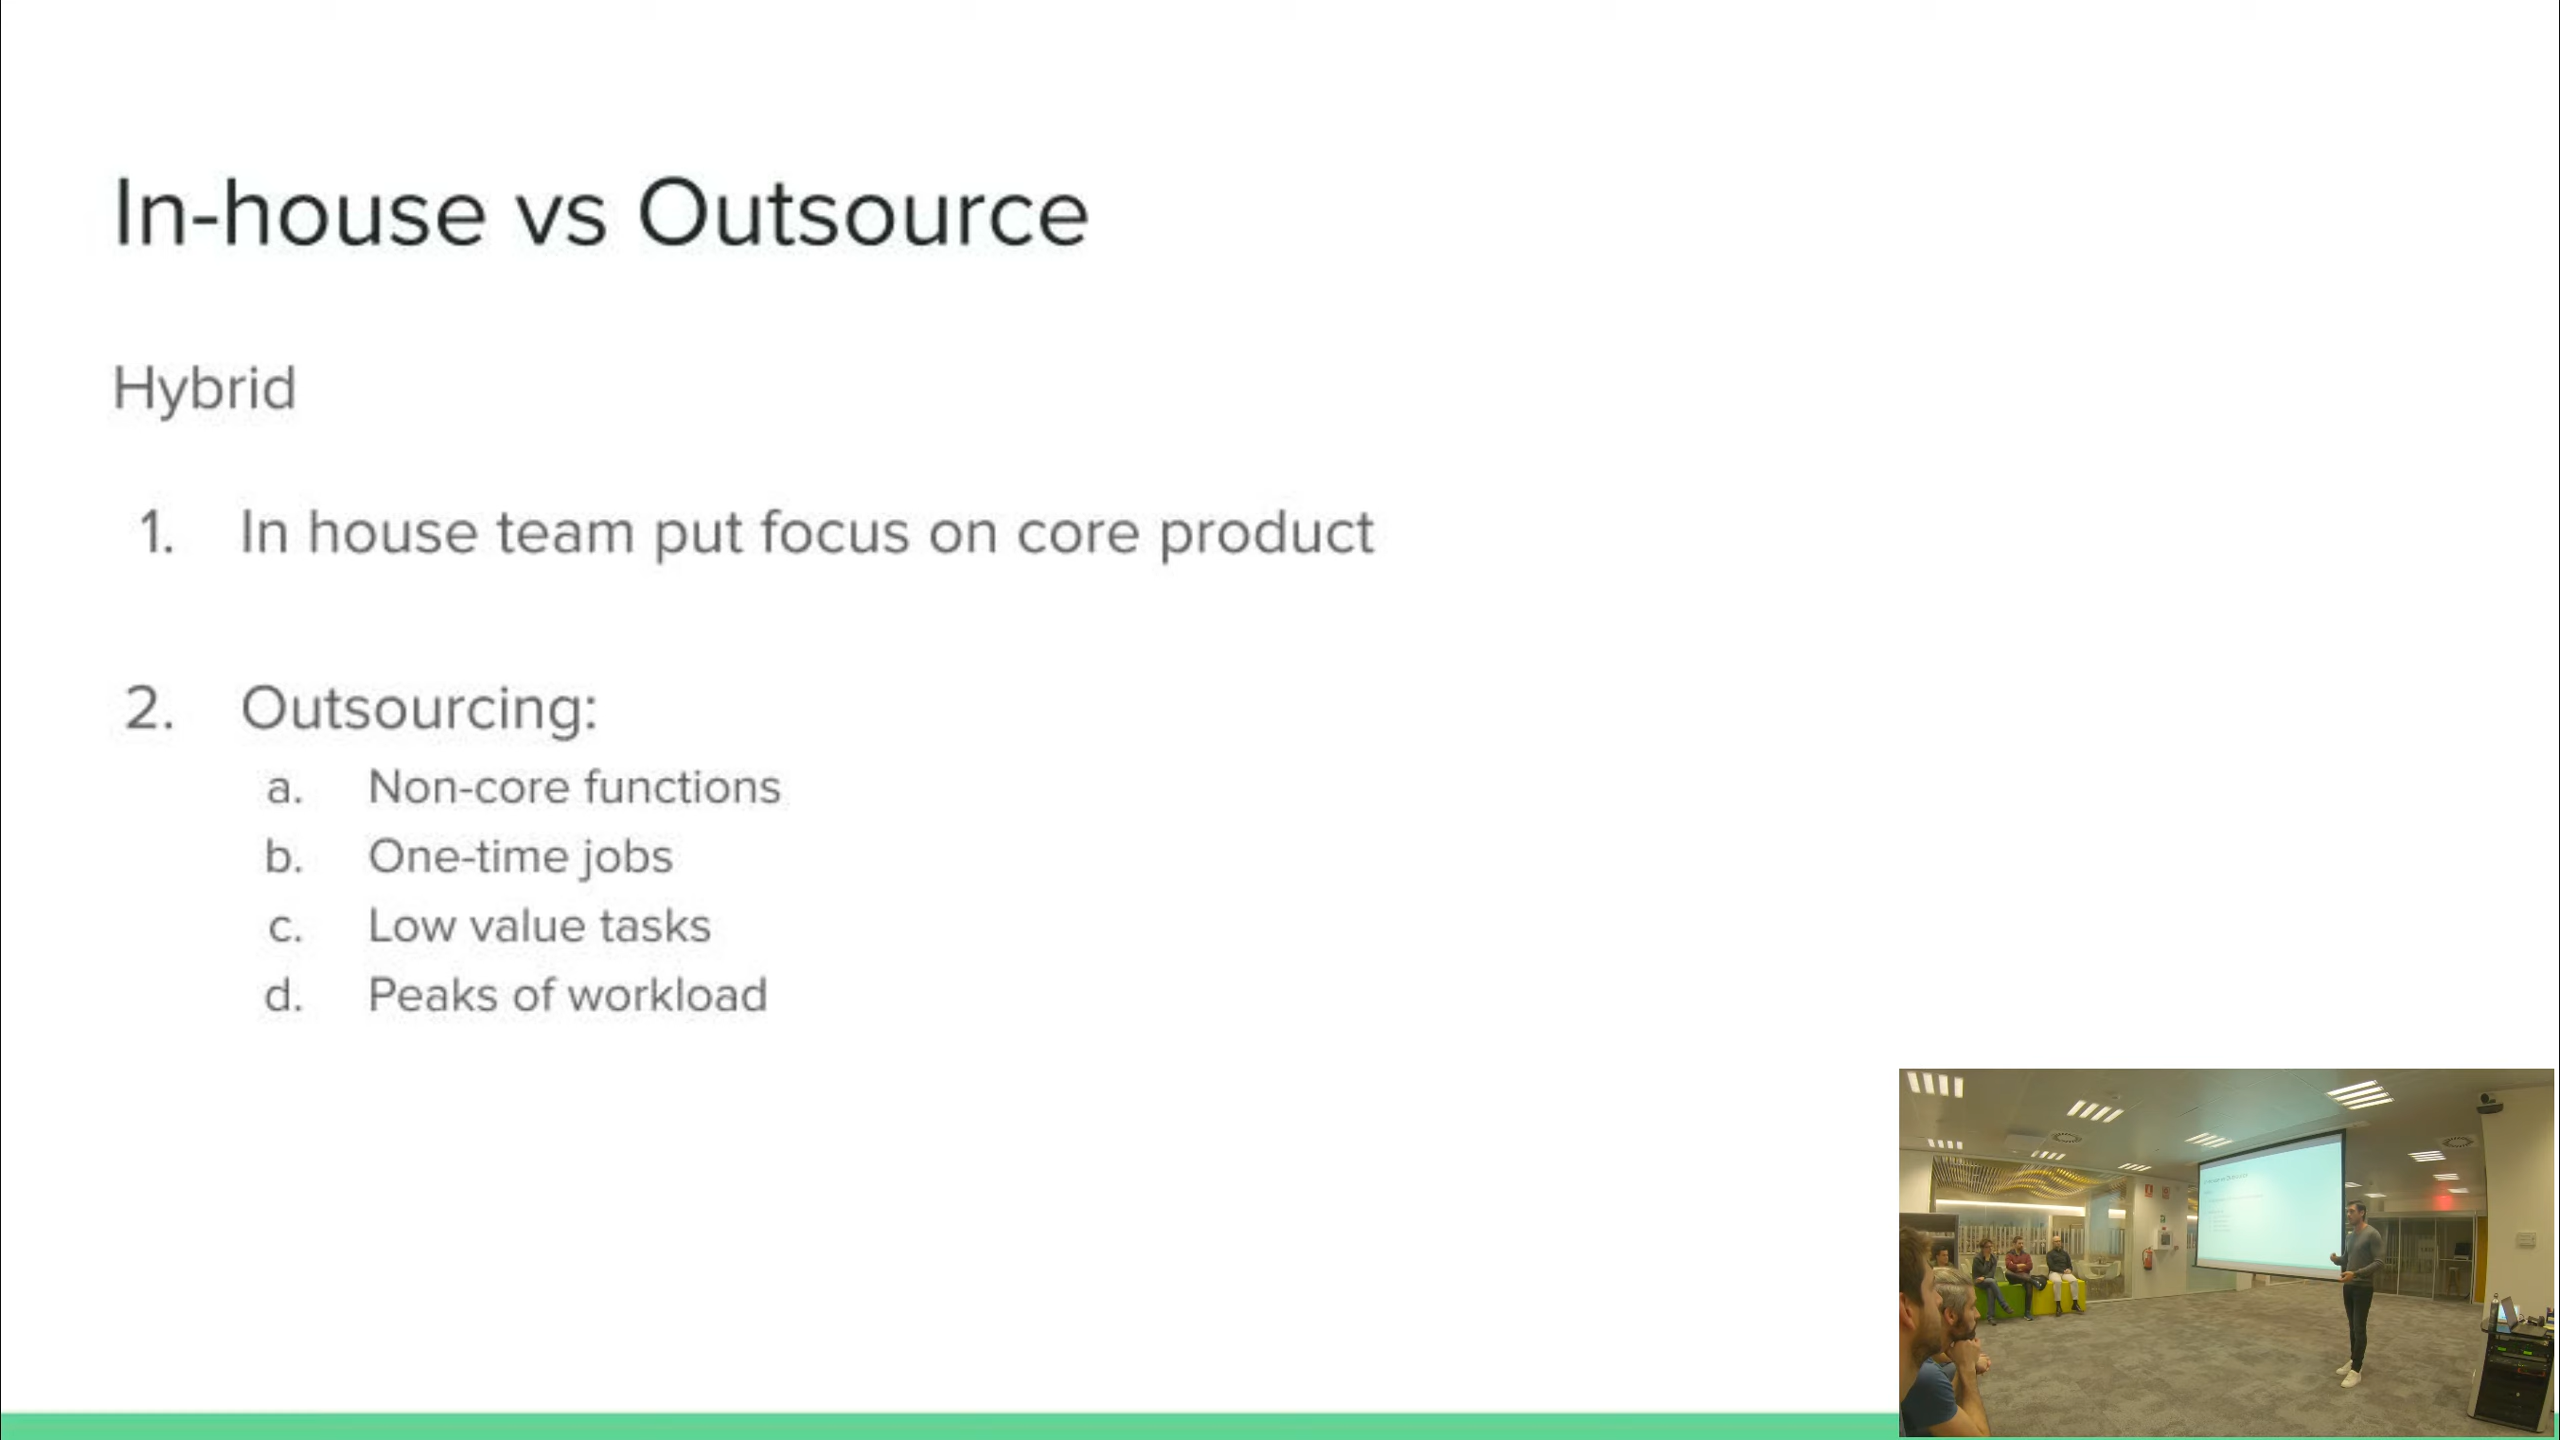 In-house vs Outsource
Hybrid
1. In house team put focus on core product
2. Outsourcing:
a. Non-core functions
b. One-time jobs
c. Low value tasks
d. Peaks of workload